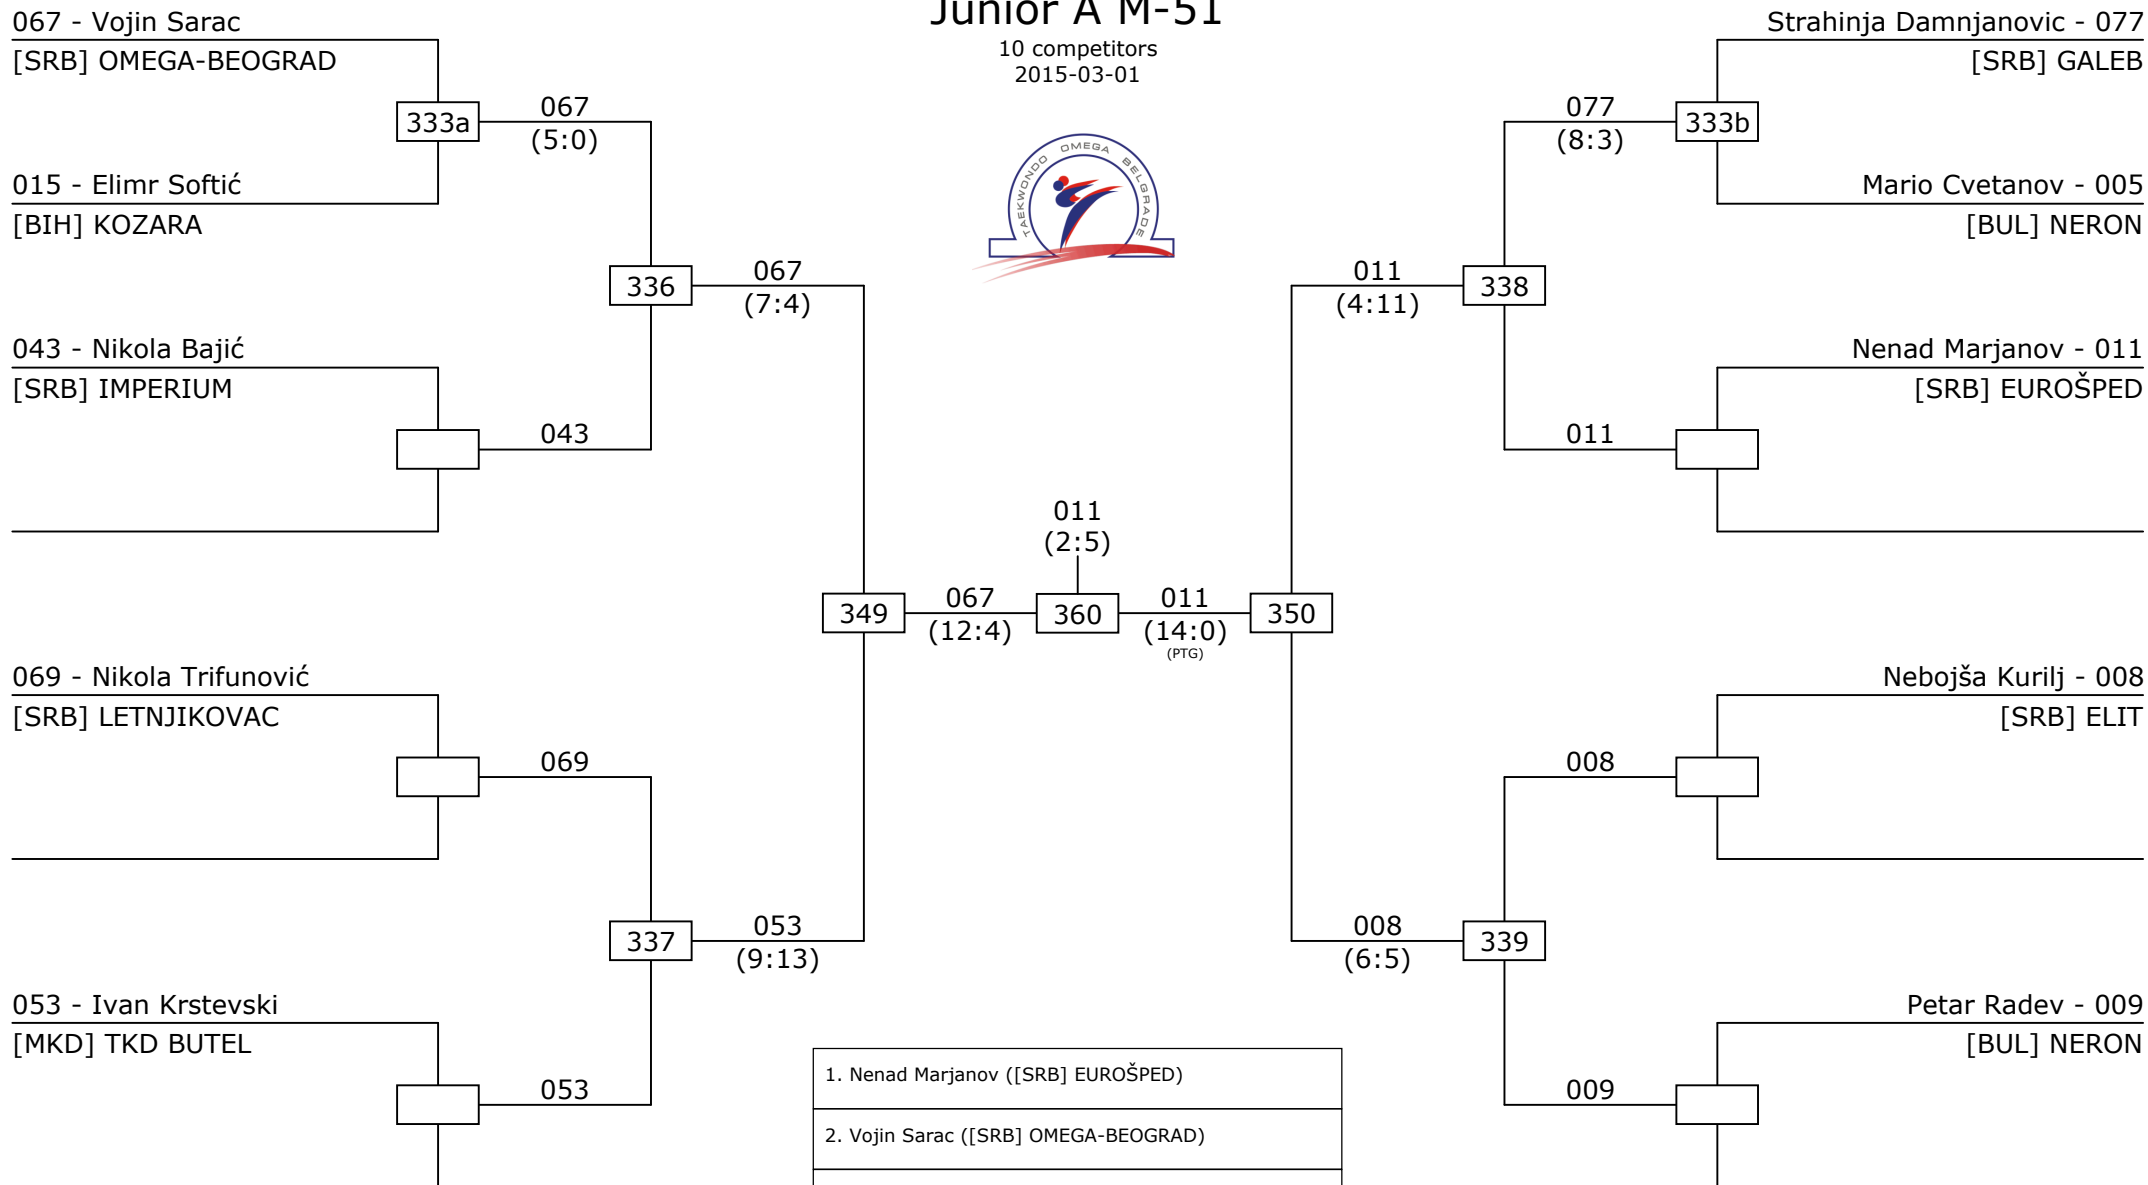 Junior A M-51
10 competitors
2015-03-01
TAEKWONDO OMEGA BELGRADE
067 - Vojin Sarac
[SRB] OMEGA-BEOGRAD
333a
067
(5:0)
015 - Elimr Softić
[BIH] KOZARA
336
067
(7:4)
043 - Nikola Bajić
[SRB] IMPERIUM
043
069 - Nikola Trifunović
[SRB] LETNJIKOVAC
069
337
053
(9:13)
053 - Ivan Krstevski
[MKD] TKD BUTEL
053
349
067
(12:4)
011
(2:5)
360
011
(14:0)
(PTG)
350
Strahinja Damnjanovic - 077
[SRB] GALEB
077
(8:3)
333b
Mario Cvetanov - 005
[BUL] NERON
011
(4:11)
338
Nenad Marjanov - 011
[SRB] EUROŠPED
011
Nebojša Kurilj - 008
[SRB] ELIT
008
008
(6:5)
339
Petar Radev - 009
[BUL] NERON
009
1. Nenad Marjanov ([SRB] EUROŠPED)
2. Vojin Sarac ([SRB] OMEGA-BEOGRAD)